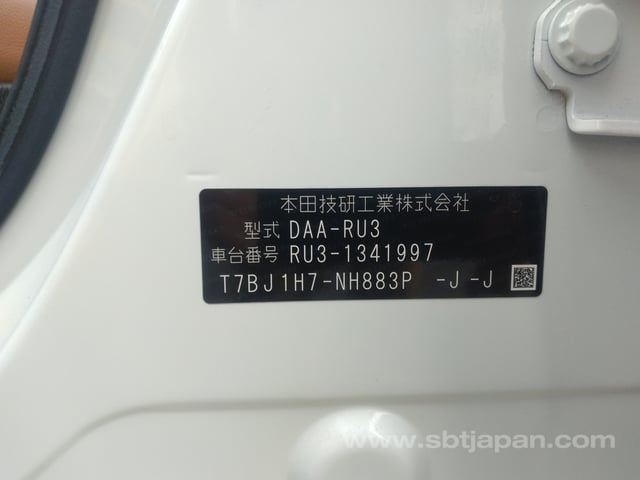 本田技研工業株式会社
型式 DAA-RU3
車台番号 RU3-1341997
T7BJ1H7-NH883P -J -J
www.sbtjapan.com